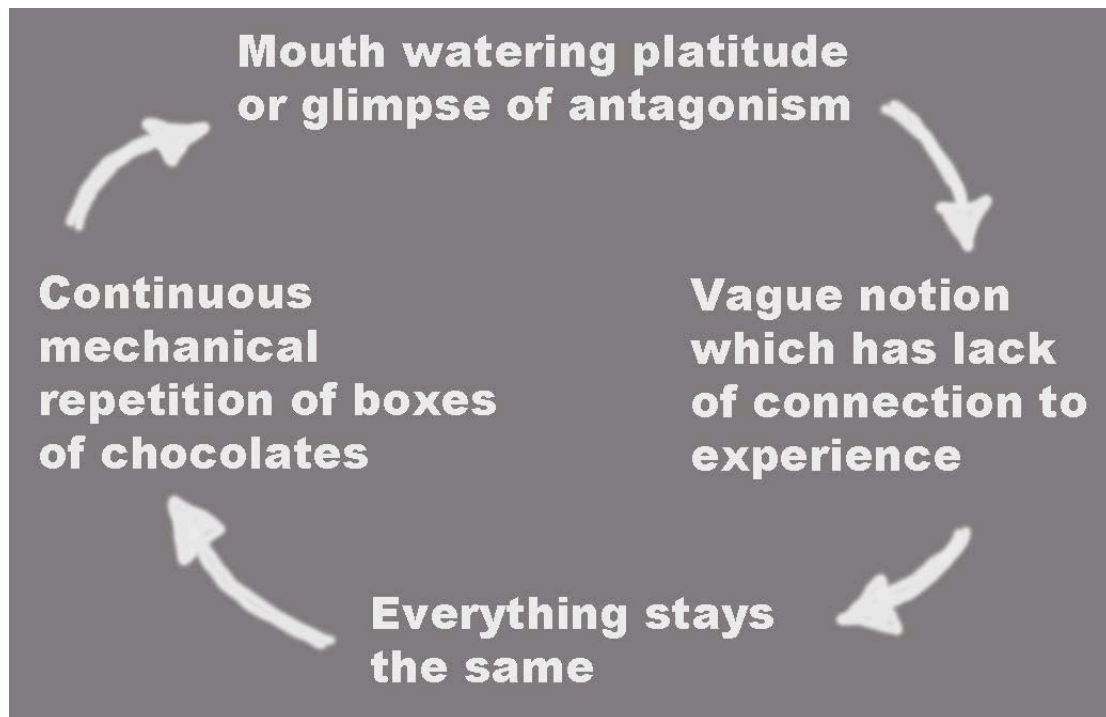 Mouth watering platitude
or glimpse of antagonism
Vague notion
which has lack
of connection to
experience
Everything stays
the same
Continuous
mechanical
repetition of boxes
of chocolates